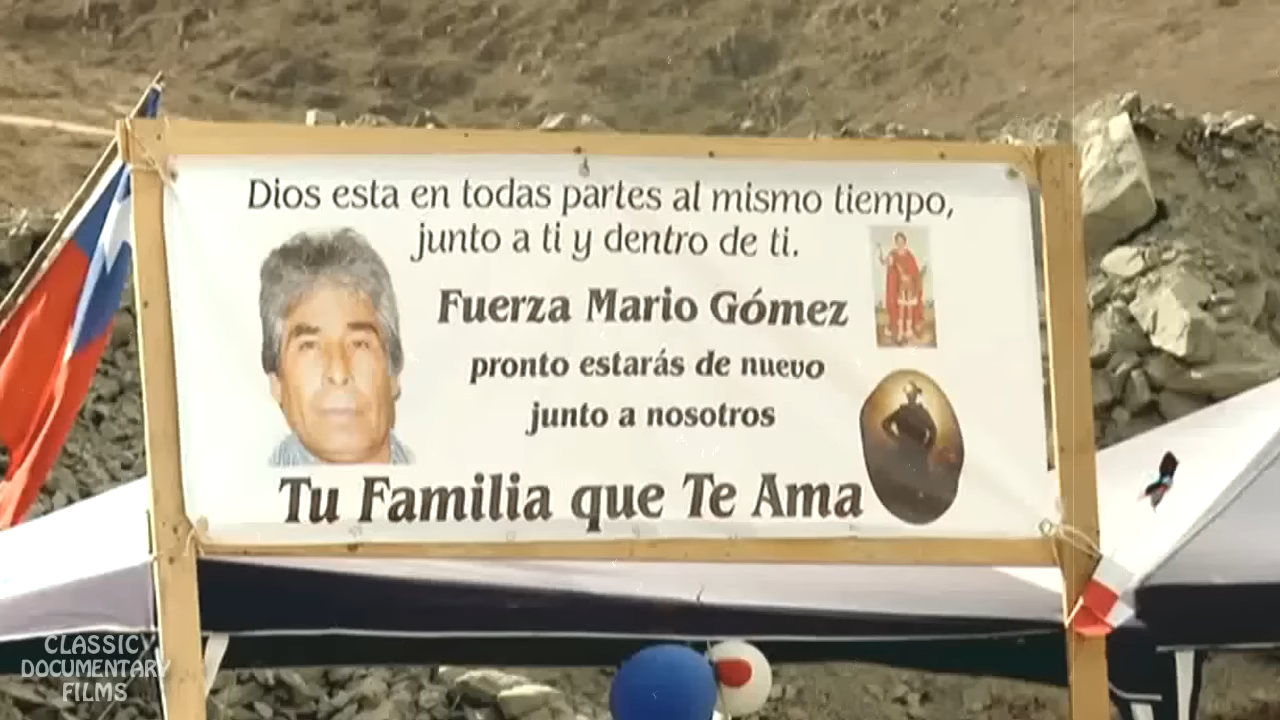 Dios esta en todas partes al mismo tiempo,
junto a ti y dentro de ti.
Fuerza Mario Gómez
pronto estarás de nuevo
junto a nosotros
Tu Familia que Te Ama
CLASSICY
DOCUMENTARY
FILMS